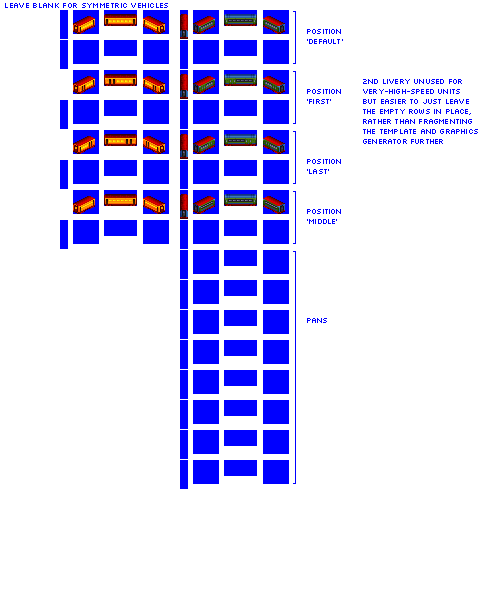 LEAVE BLANK FOR SYMMETRIC VEHICLES
POSITION
'DEFAULT'
POSITION
'FIRST'
2ND LIVERY UNUSED FOR
VERY-HIGH-SPEED UNITS
BUT EASIER TO JUST LEAVE
THE EMPTY ROWS IN PLACE,
RATHER THAN FRAGMENTING
THE TEMPLATE AND GRAPHICS
GENERATOR FURTHER
POSITION
'LAST'
POSITION
'MIDDLE'
PANS